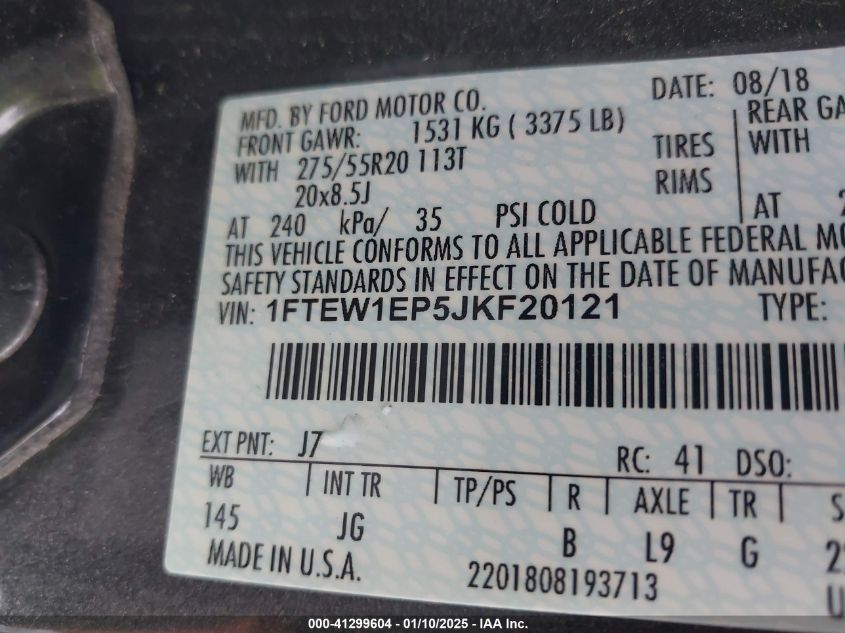 DATE: 08/18
MFD. BY FORD MOTOR CO.
FRONT GAWR: 1531 KG ( 3375 LB) REAR
WITH 275/55R20 113T TIRES WITH
20x8.5J RIMS
AT 240 kPa/ 35 PSI COLD AT
THIS VEHICLE CONFORMS TO ALL APPLICABLE FEDERAL
SAFETY STANDARDS IN EFFECT ON THE DATE OF
VIN: 1FTEW1EP5JKF20121 TYPE:
EXT PNT: J7 RC: 41 DSO:
WB INT TR TP/PS R AXLE TR
145 JG B L9 G
MADE IN U.S.A. 2201808193713
000-41299604 — 01/10/2025 — IAA Inc.